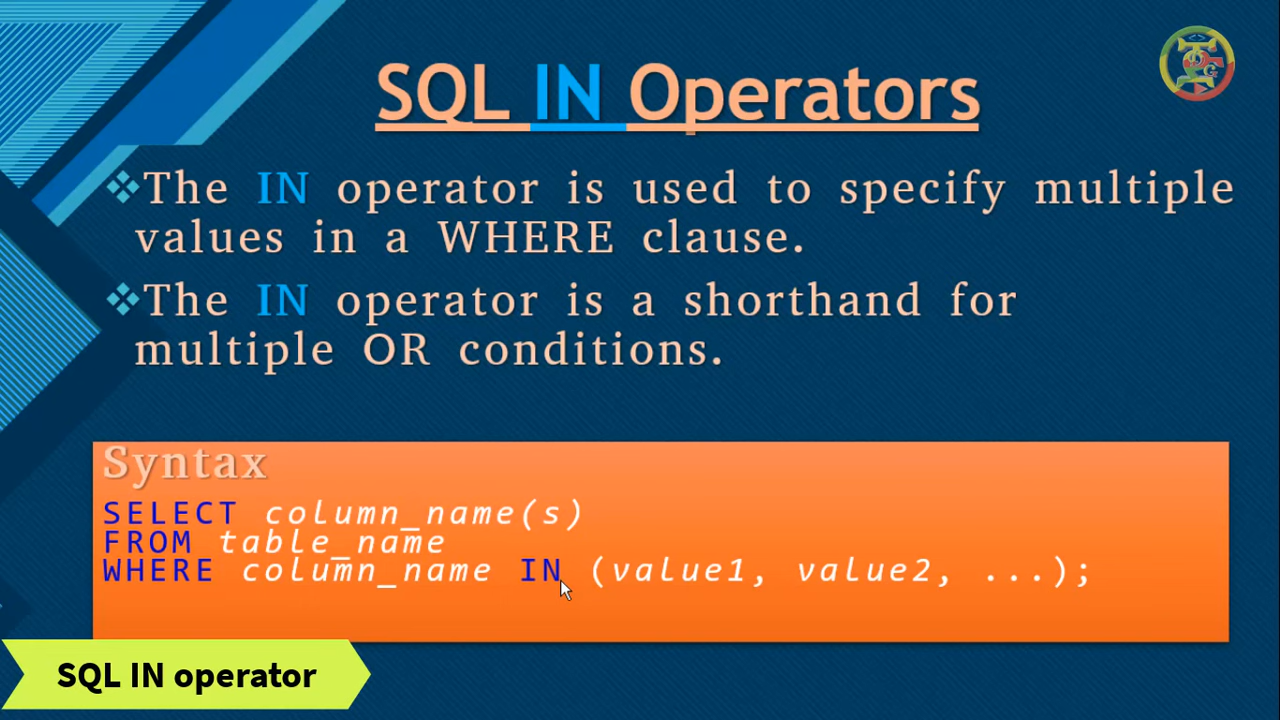 SQL IN Operators
❖The IN operator is used to specify multiple
values in a WHERE clause.
❖The IN operator is a shorthand for
multiple OR conditions.
Syntax
SELECT column_name(s)
FROM table_name
WHERE column_name IN (value1, value2, ...);
SQL IN operator